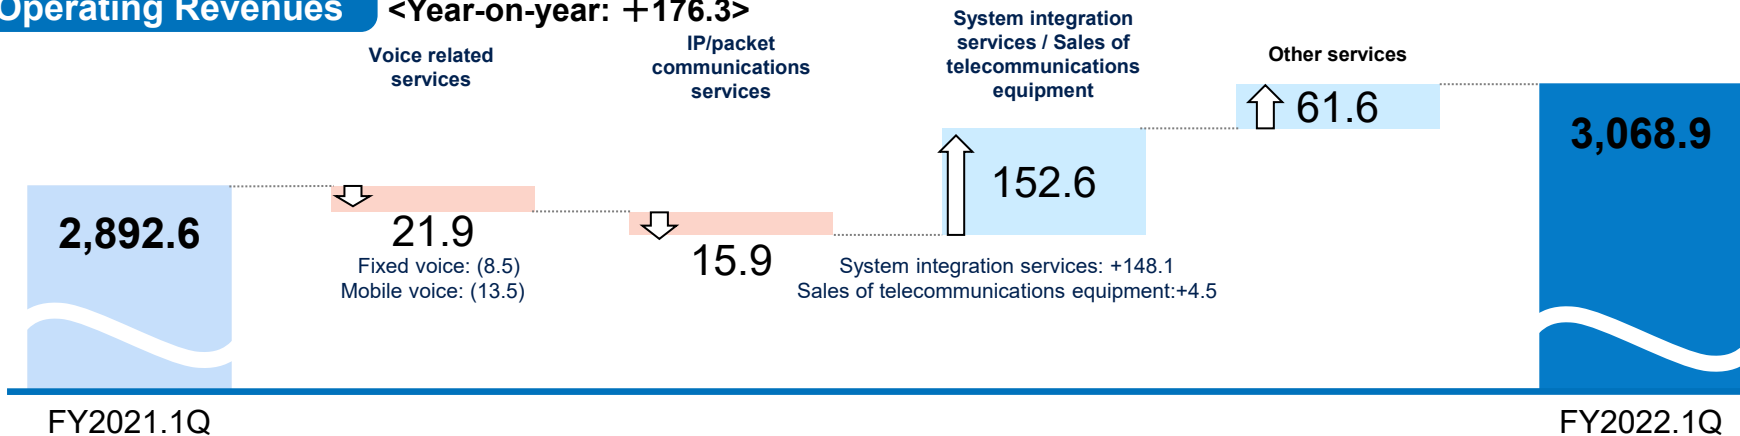 Operating Revenues
<Year-on-year: ＋176.3>
Voice related
services
IP/packet
communications
services
System integration
services / Sales of
telecommunications
equipment
Other services
2,892.6
21.9
Fixed voice: (8.5)
Mobile voice: (13.5)
15.9
152.6
System integration services: +148.1
Sales of telecommunications equipment:+4.5
61.6
3,068.9
FY2021.1Q
FY2022.1Q